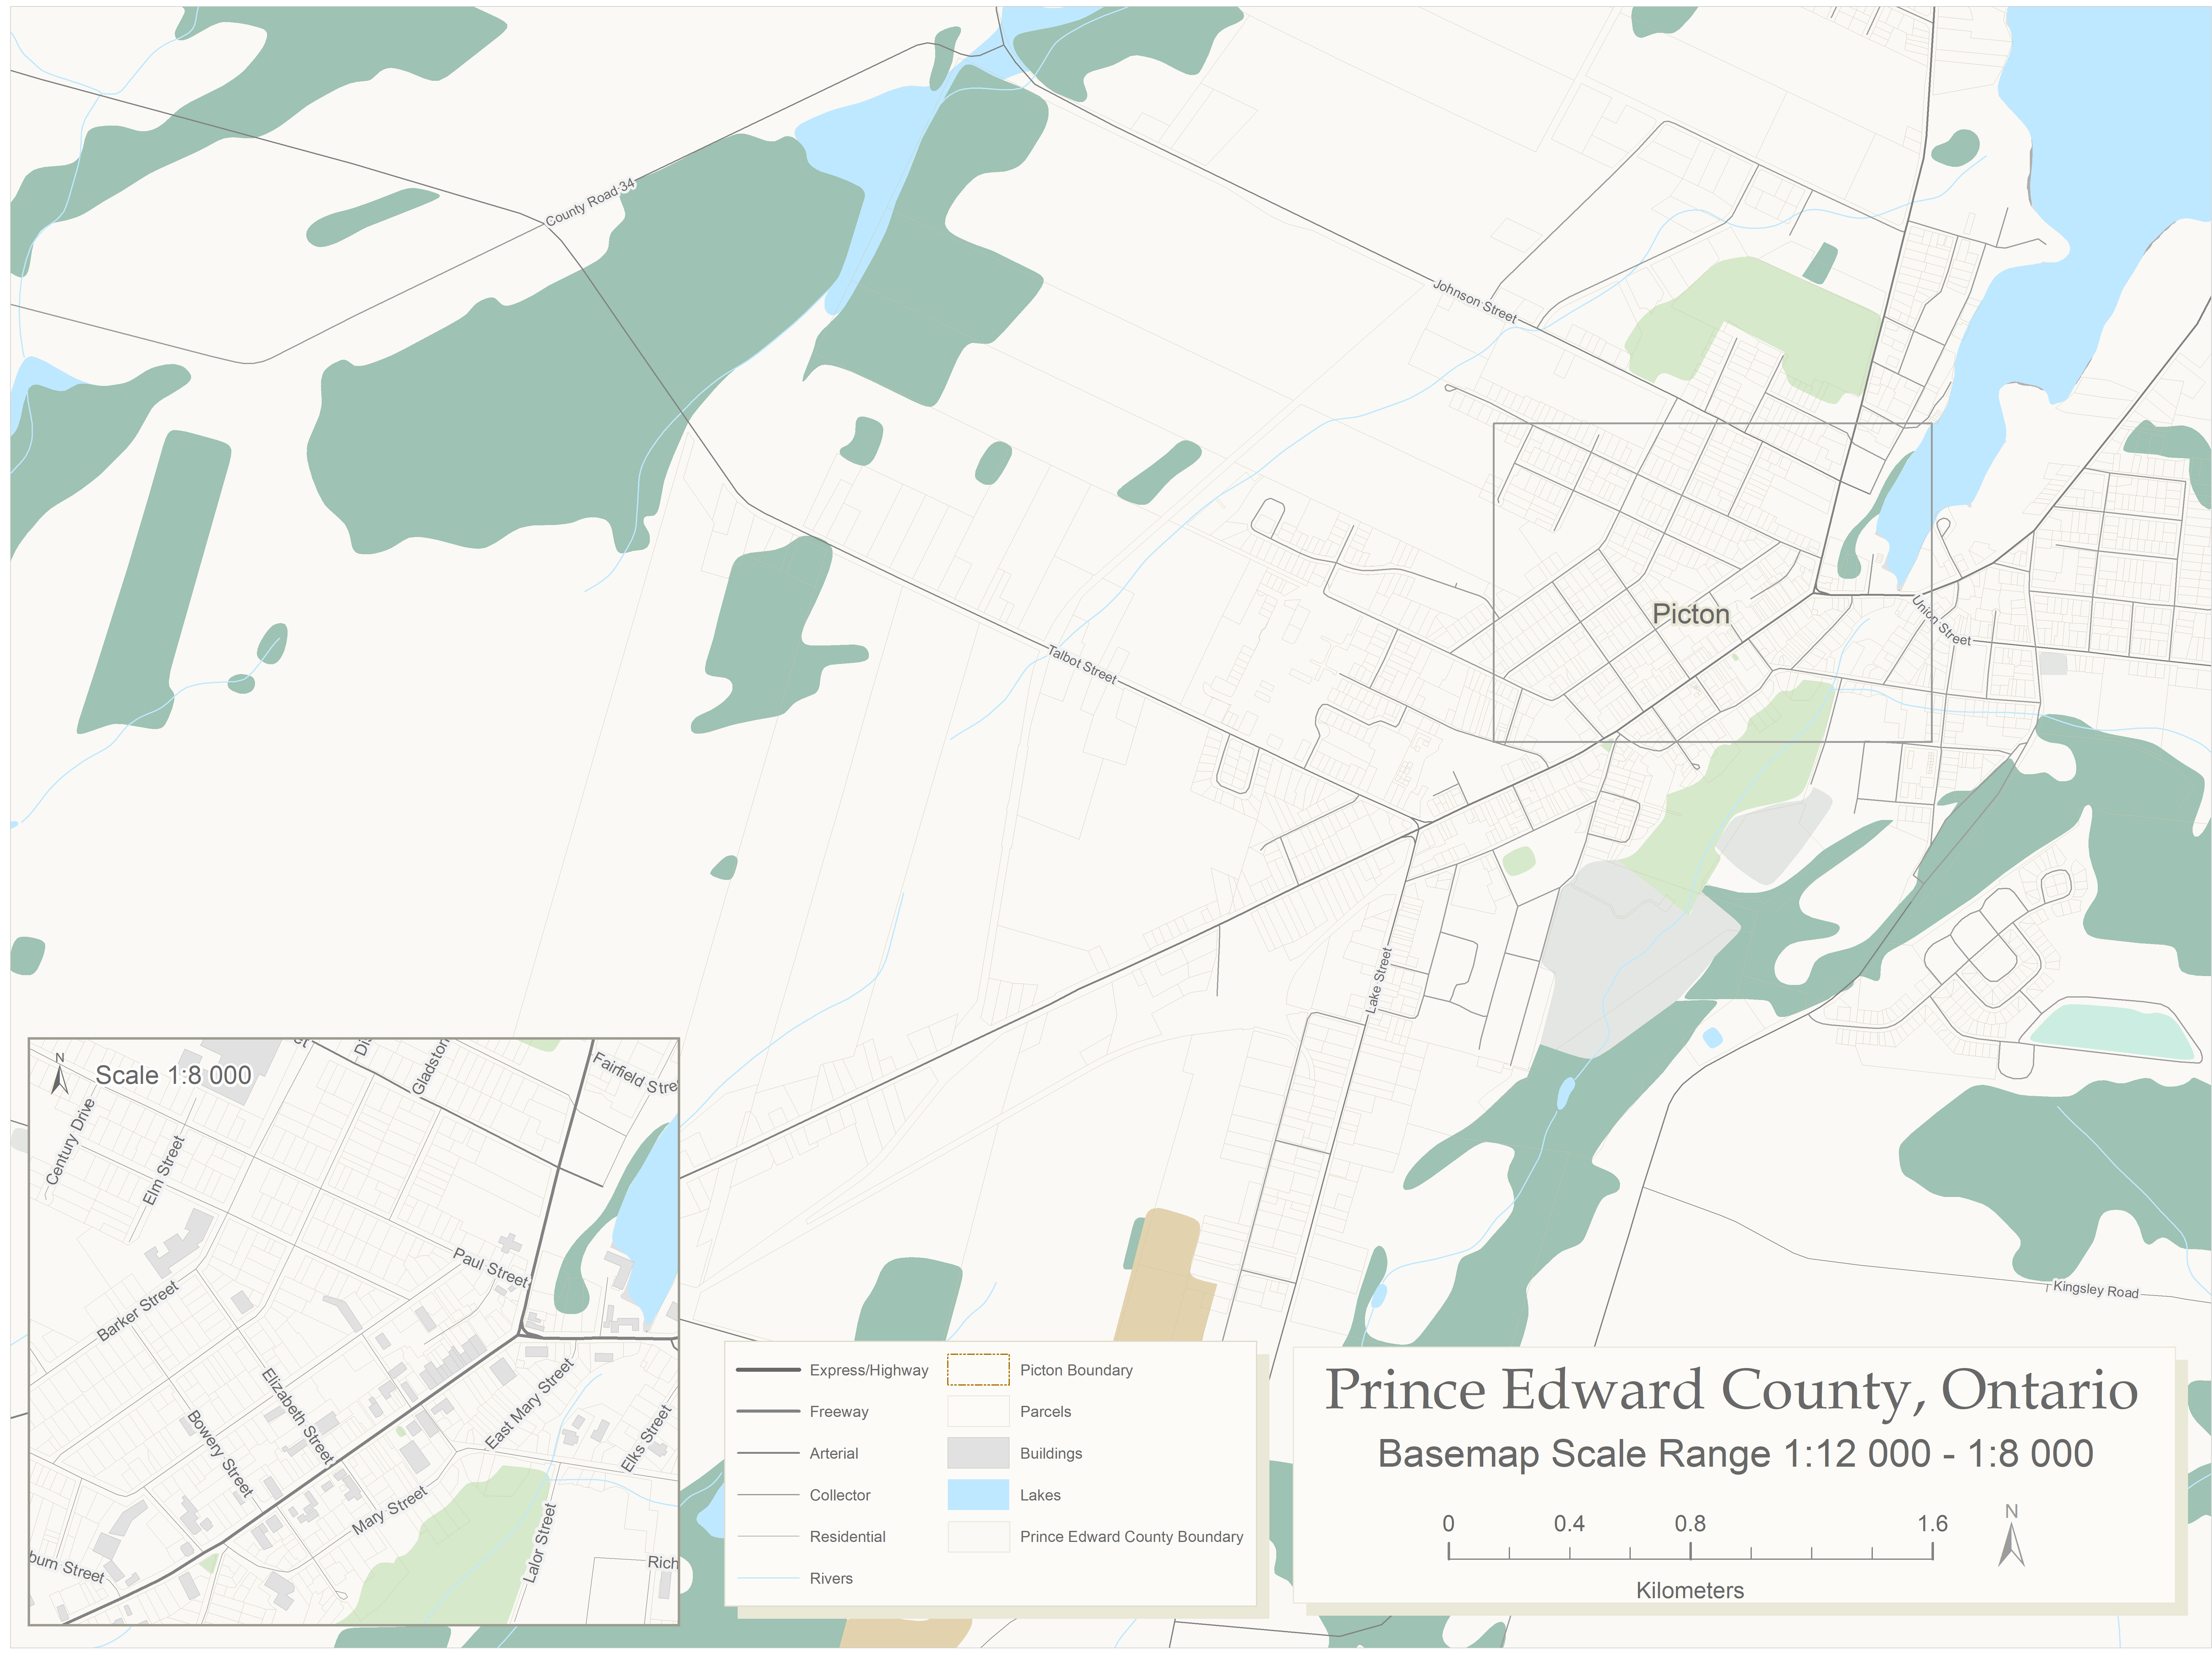 County Road 34
Johnson Street
Picton
Union Street
Talbot Street
Lake Street
Kingsley Road
N
Scale 1:8 000
Gladston
Fairfield Stre
Century Drive
Elm Street
Paul Street
Barker Street
Elizabeth Street
Bowery Street
East Mary Street
Elks Street
Mary Street
Lalor Street
burn Street
Rich
Express/Highway
Freeway
Arterial
Collector
Residential
Rivers
Picton Boundary
Parcels
Buildings
Lakes
Prince Edward County Boundary
Prince Edward County, Ontario
Basemap Scale Range 1:12 000 - 1:8 000
0 0.4 0.8 1.6
Kilometers
N